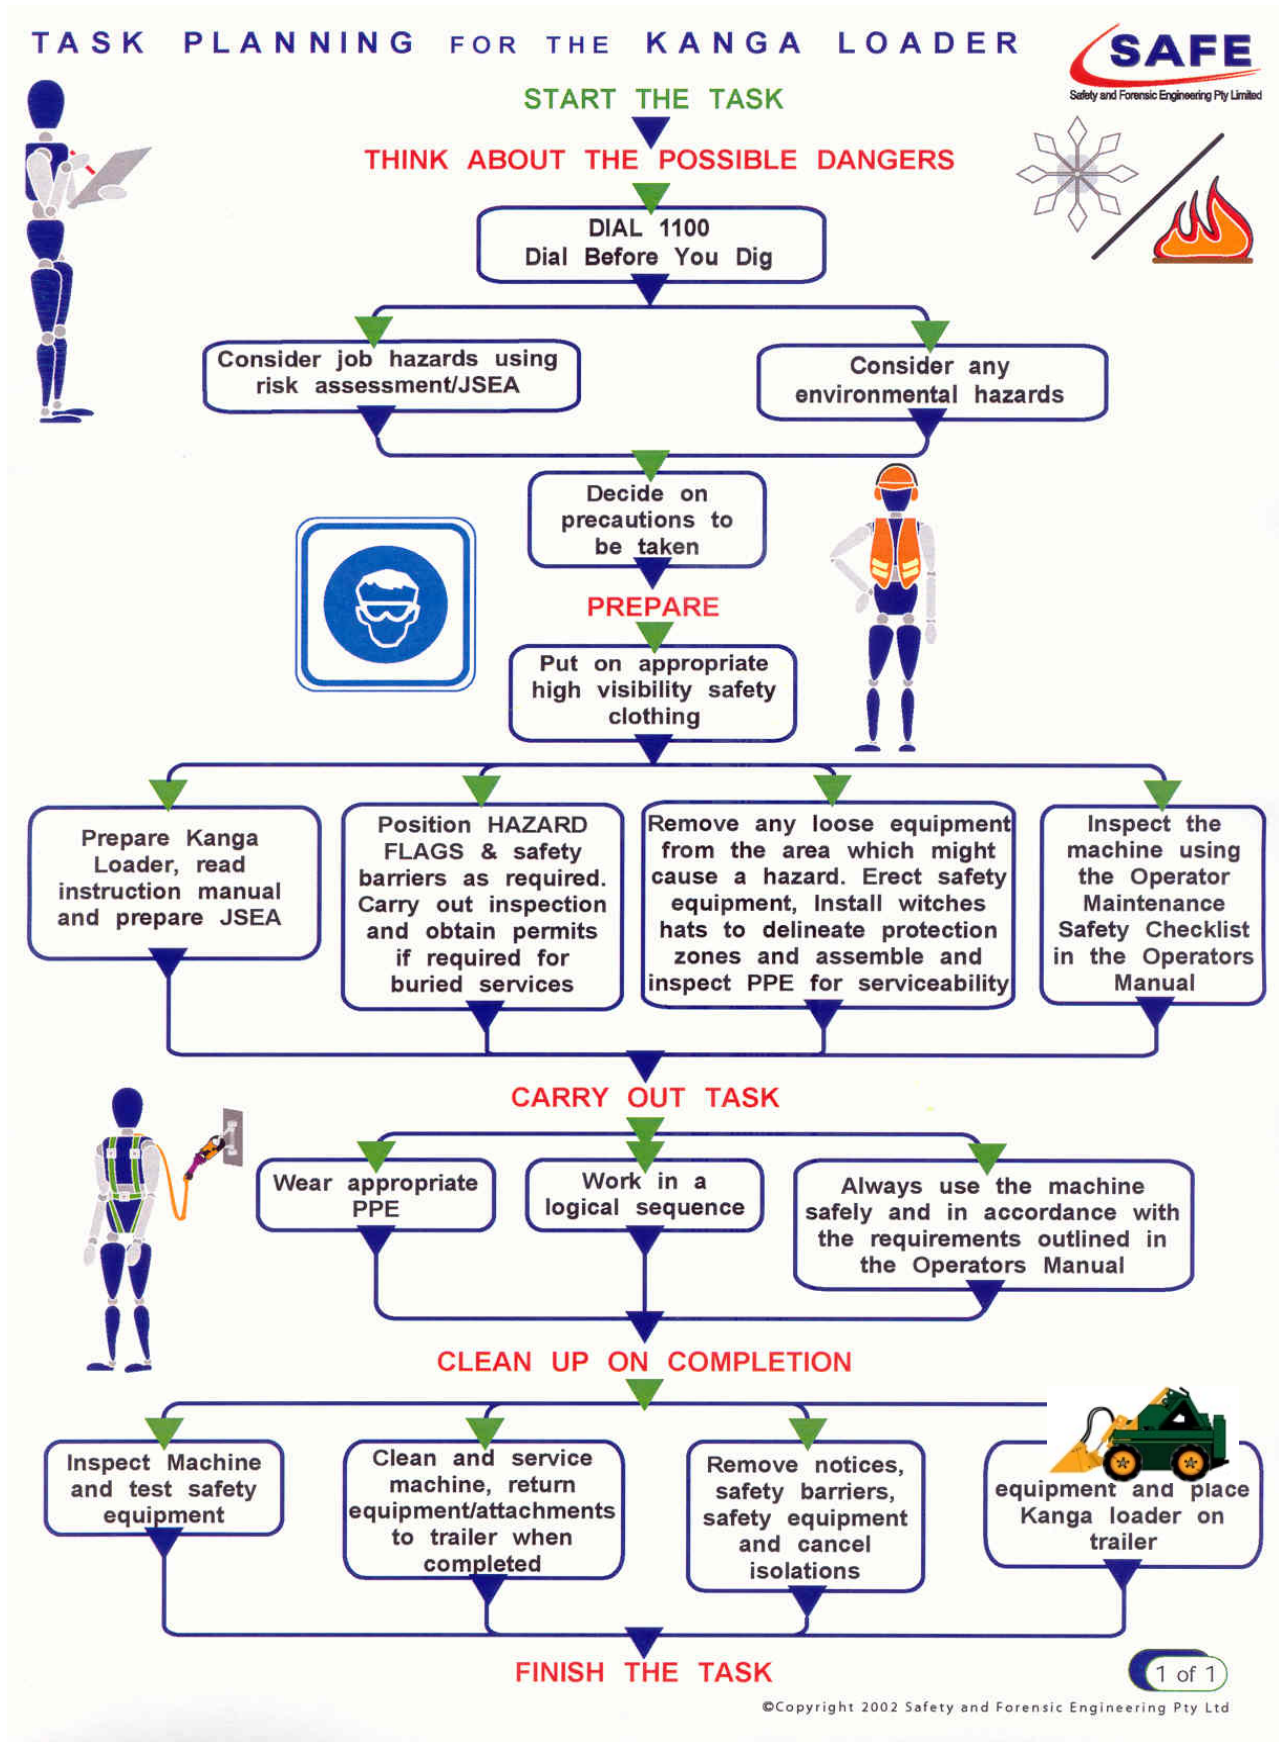 TASK PLANNING FOR THE KANGA LOADER
SAFE
Safety and Forensic Engineering Pty Limited
START THE TASK
THINK ABOUT THE POSSIBLE DANGERS
DIAL 1100
Dial Before You Dig
Consider job hazards using
risk assessment/JSEA
Consider any
environmental hazards
Decide on
precautions to
be taken
PREPARE
Put on appropriate
high visibility safety
clothing
Prepare Kanga
Loader, read
instruction manual
and prepare JSEA
Position HAZARD
FLAGS & safety
barriers as required.
Carry out inspection
and obtain permits
if required for
buried services
Remove any loose equipment
from the area which might
cause a hazard. Erect safety
equipment, Install witches
hats to delineate protection
zones and assemble and
inspect PPE for serviceability
Inspect the
machine using
the Operator
Maintenance
Safety Checklist
in the Operators
Manual
CARRY OUT TASK
Wear appropriate
PPE
Work in a
logical sequence
Always use the machine
safely and in accordance with
the requirements outlined in
the Operators Manual
CLEAN UP ON COMPLETION
Inspect Machine
and test safety
equipment
Clean and service
machine, return
equipment/attachments
to trailer when
completed
Remove notices,
safety barriers,
safety equipment
and cancel
isolations
equipment and place
Kanga loader on
trailer
FINISH THE TASK
1 of 1
©Copyright 2002 Safety and Forensic Engineering Pty Ltd